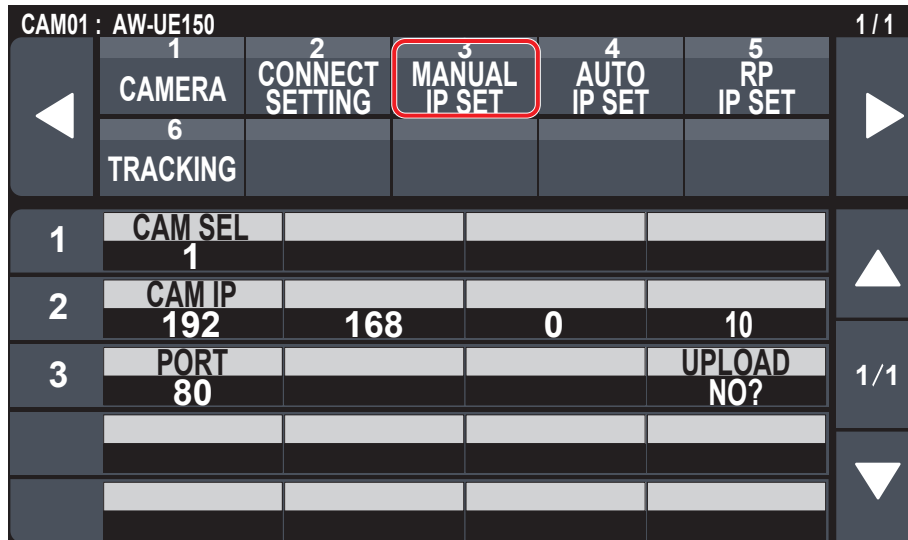 CAM01 : AW-UE150 1 / 1
1 2 3 4 5
CAMERA CONNECT SETTING MANUAL IP SET AUTO IP SET RP IP SET
6
TRACKING
1 CAM SEL
1
2 CAM IP
192 168 0 10
3 PORT UPLOAD
80 NO?
1/1